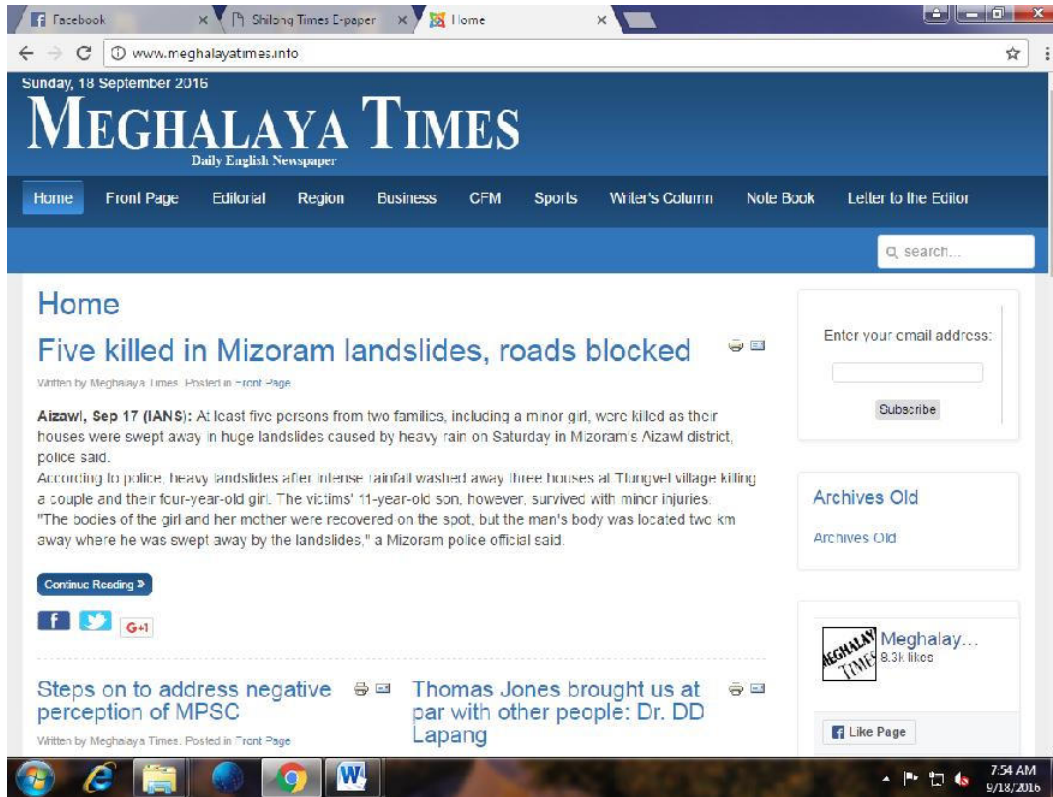 Facebook
Shillong Times E-paper
Home
www.meghalayatimes.info
Sunday, 18 September 2016
MEGHALAYA TIMES
Daily English Newspaper
Home Front Page Editorial Region Business CFM Sports Writer's Column Note Book Letter to the Editor
search...
Home
Five killed in Mizoram landslides, roads blocked
Written by Meghalaya Times. Posted in Front Page
Aizawl, Sep 17 (IANS): At least five persons from two families, including a minor girl, were killed as their
houses were swept away in huge landslides caused by heavy rain on Saturday in Mizoram's Aizawl district,
police said.
According to police, heavy landslides after intense rainfall washed away three houses at village killing
a couple and their four-year-old girl. The victims' 11-year-old son, however, survived with minor injuries.
"The bodies of the girl and her mother were recovered on the spot, but the man's body was located two km
away where he was swept away by the landslides," a Mizoram police official said.
Continue Reading
f
G+1
Enter your email address:
Subscribe
Archives Old
Archives Old
MEGHALAY
TIMES
Meghalay...
8.3k likes
Like Page
Steps on to address negative
perception of MPSC
Written by Meghalaya Times. Posted in Front Page
Thomas Jones brought us at
par with other people: Dr. DD
Lapang
W
7:54 AM
9/18/2016